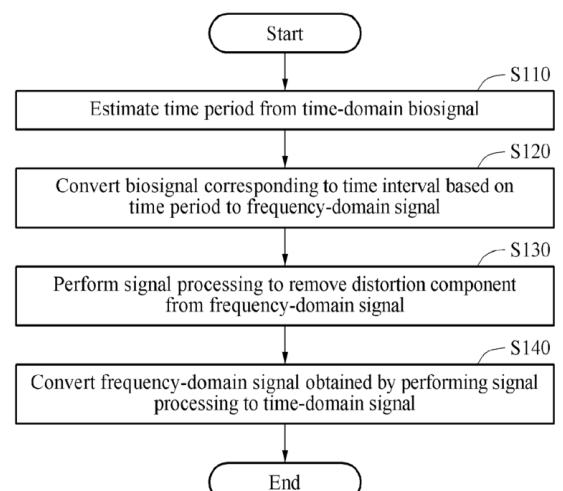 Start
S110
Estimate time period from time-domain biosignal
S120
Convert biosignal corresponding to time interval based on
time period to frequency-domain signal
S130
Perform signal processing to remove distortion component
from frequency-domain signal
S140
Convert frequency-domain signal obtained by performing signal
processing to time-domain signal
End